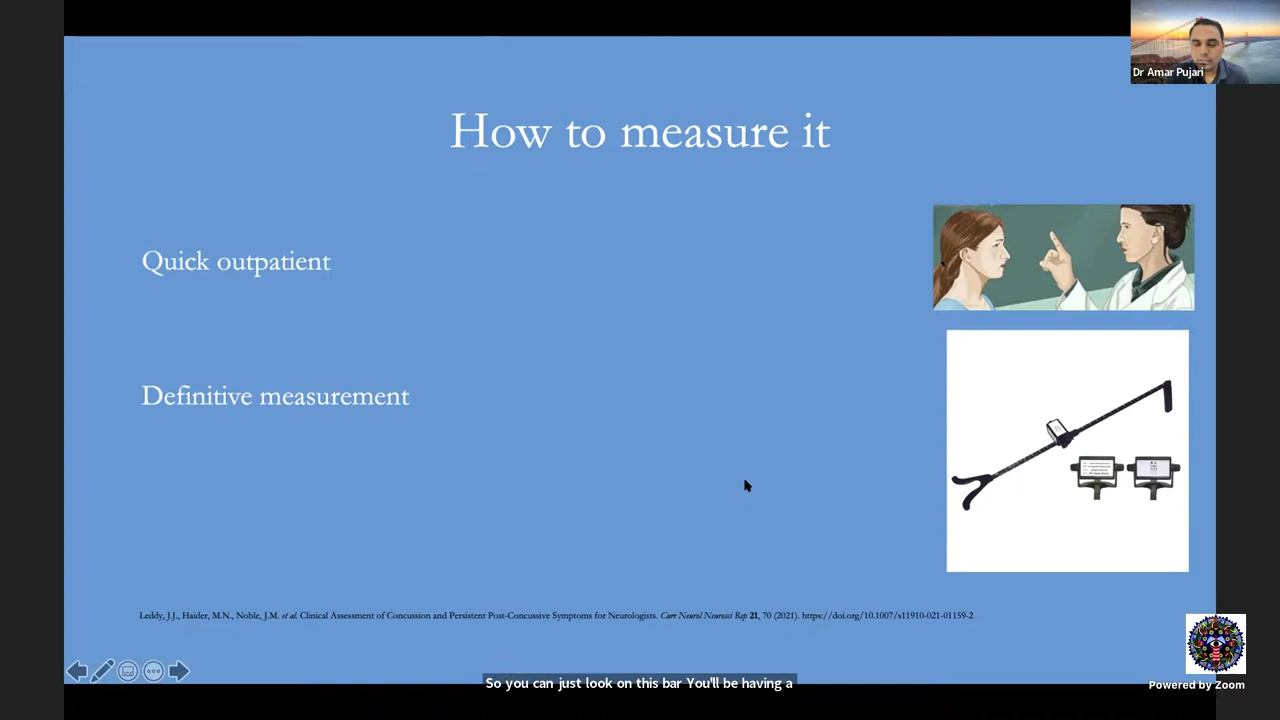 Dr Amar Pujari
How to measure it
Quick outpatient
Definitive measurement
Leddy, J.J., Haider, M.N., Noble, J.M. et al. Clinical Assessment of Concussion and Persistent Post-Concussive Symptoms for Neurologists. Curr Neurol Neurosci Rep 21, 70 (2021). https://doi.org/10.1007/s11910-021-01159-2
So you can just look on this bar You'll be having a
Powered by Zoom